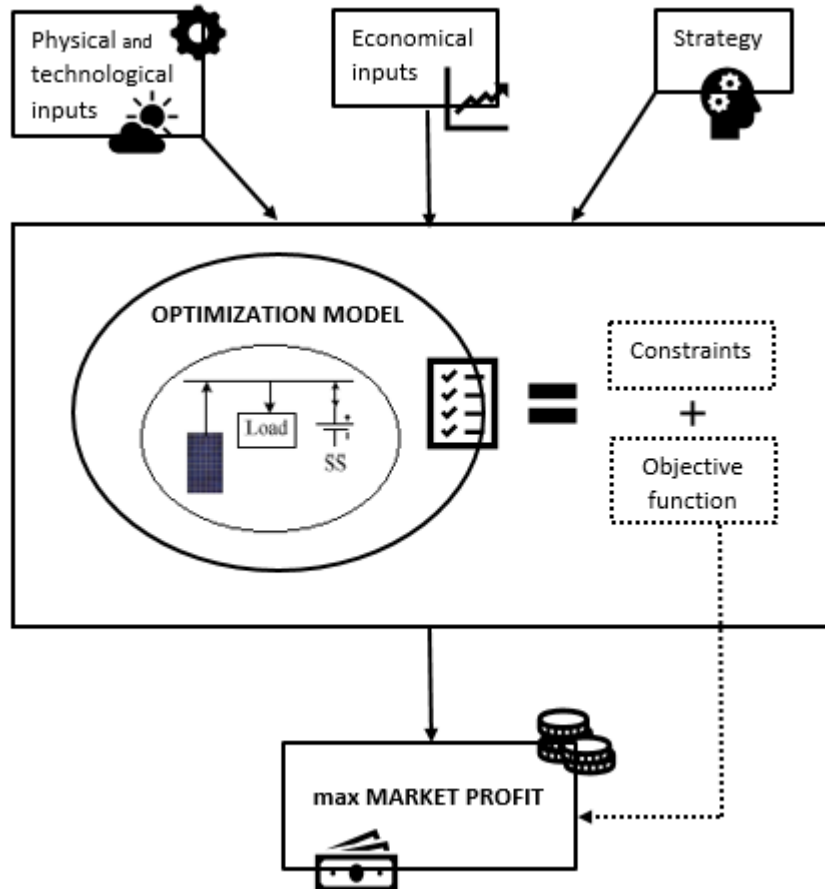 Physical and
technological
inputs
Economical
inputs
Strategy
OPTIMIZATION MODEL
Load
SS
Constraints
+
Objective
function
max MARKET PROFIT